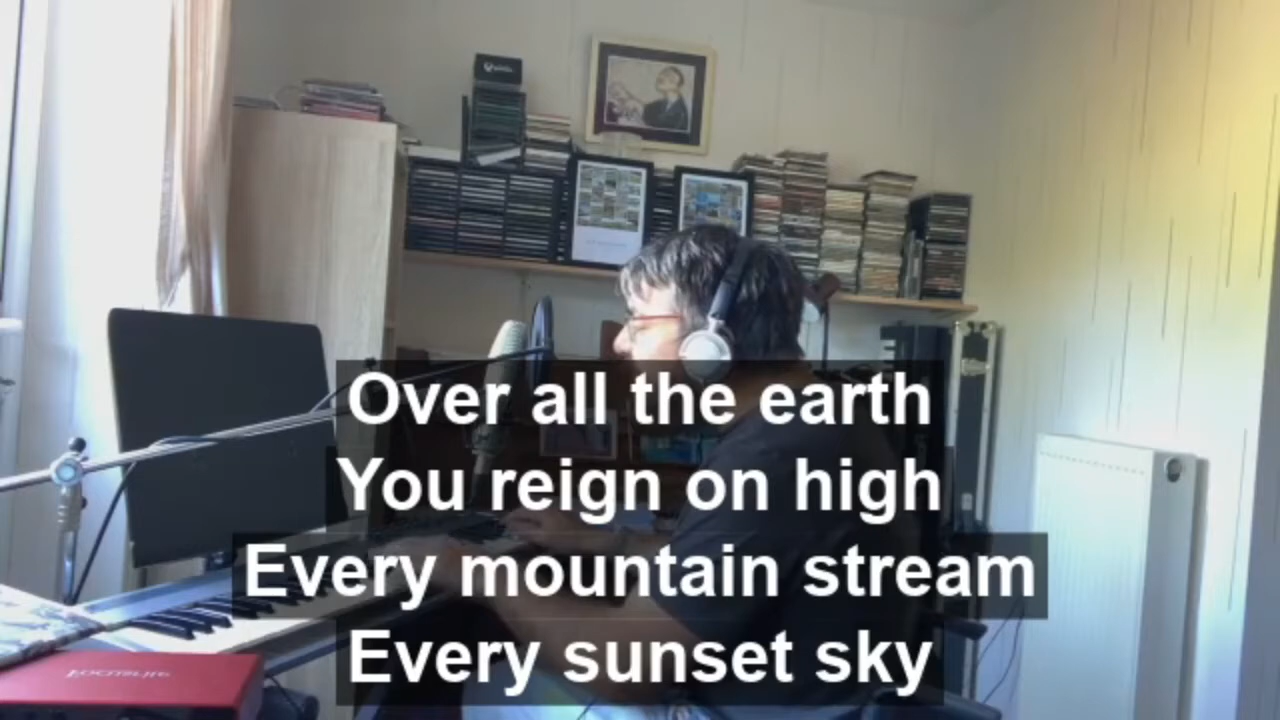 Over all the earth
You reign on high
Every mountain stream
Every sunset sky